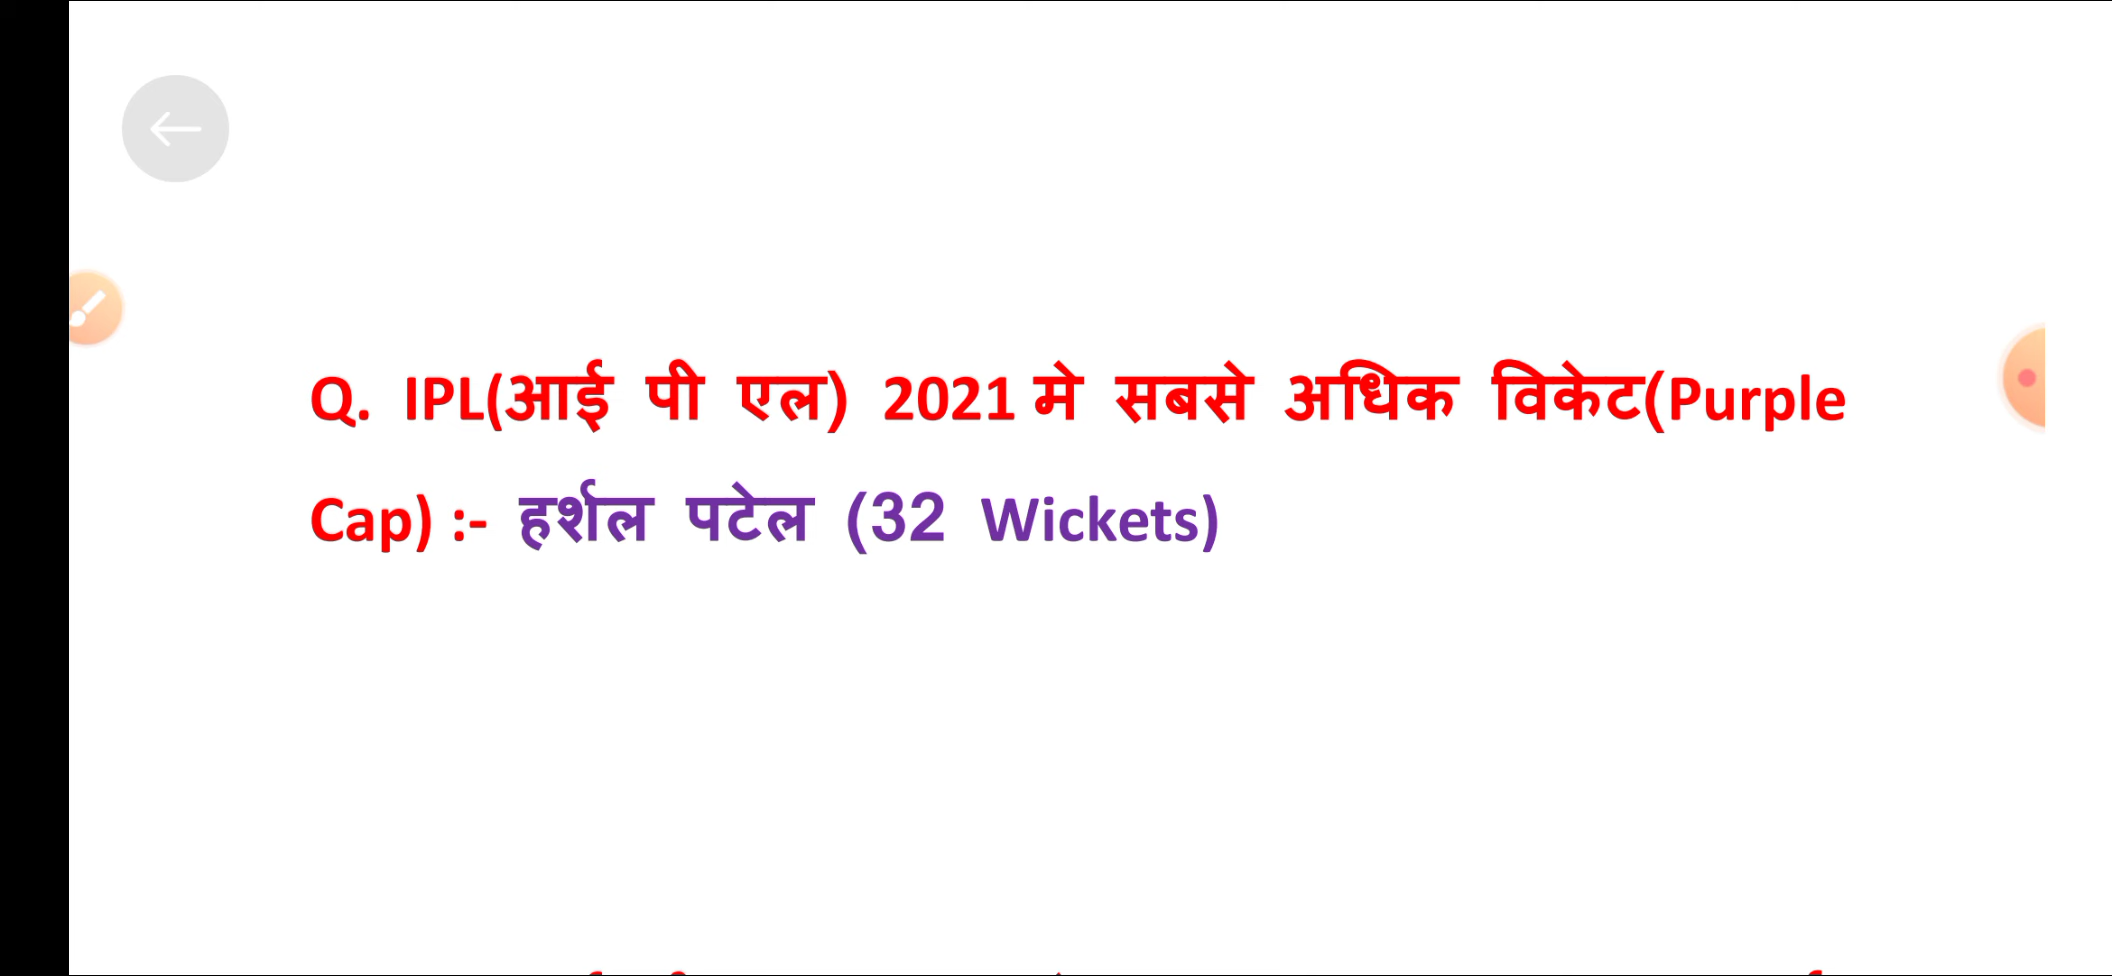 Q. IPL(आई पी एल) 2021 मे सबसे अधिक विकेट(Purple
Cap) :- हर्शल पटेल (32 Wickets)